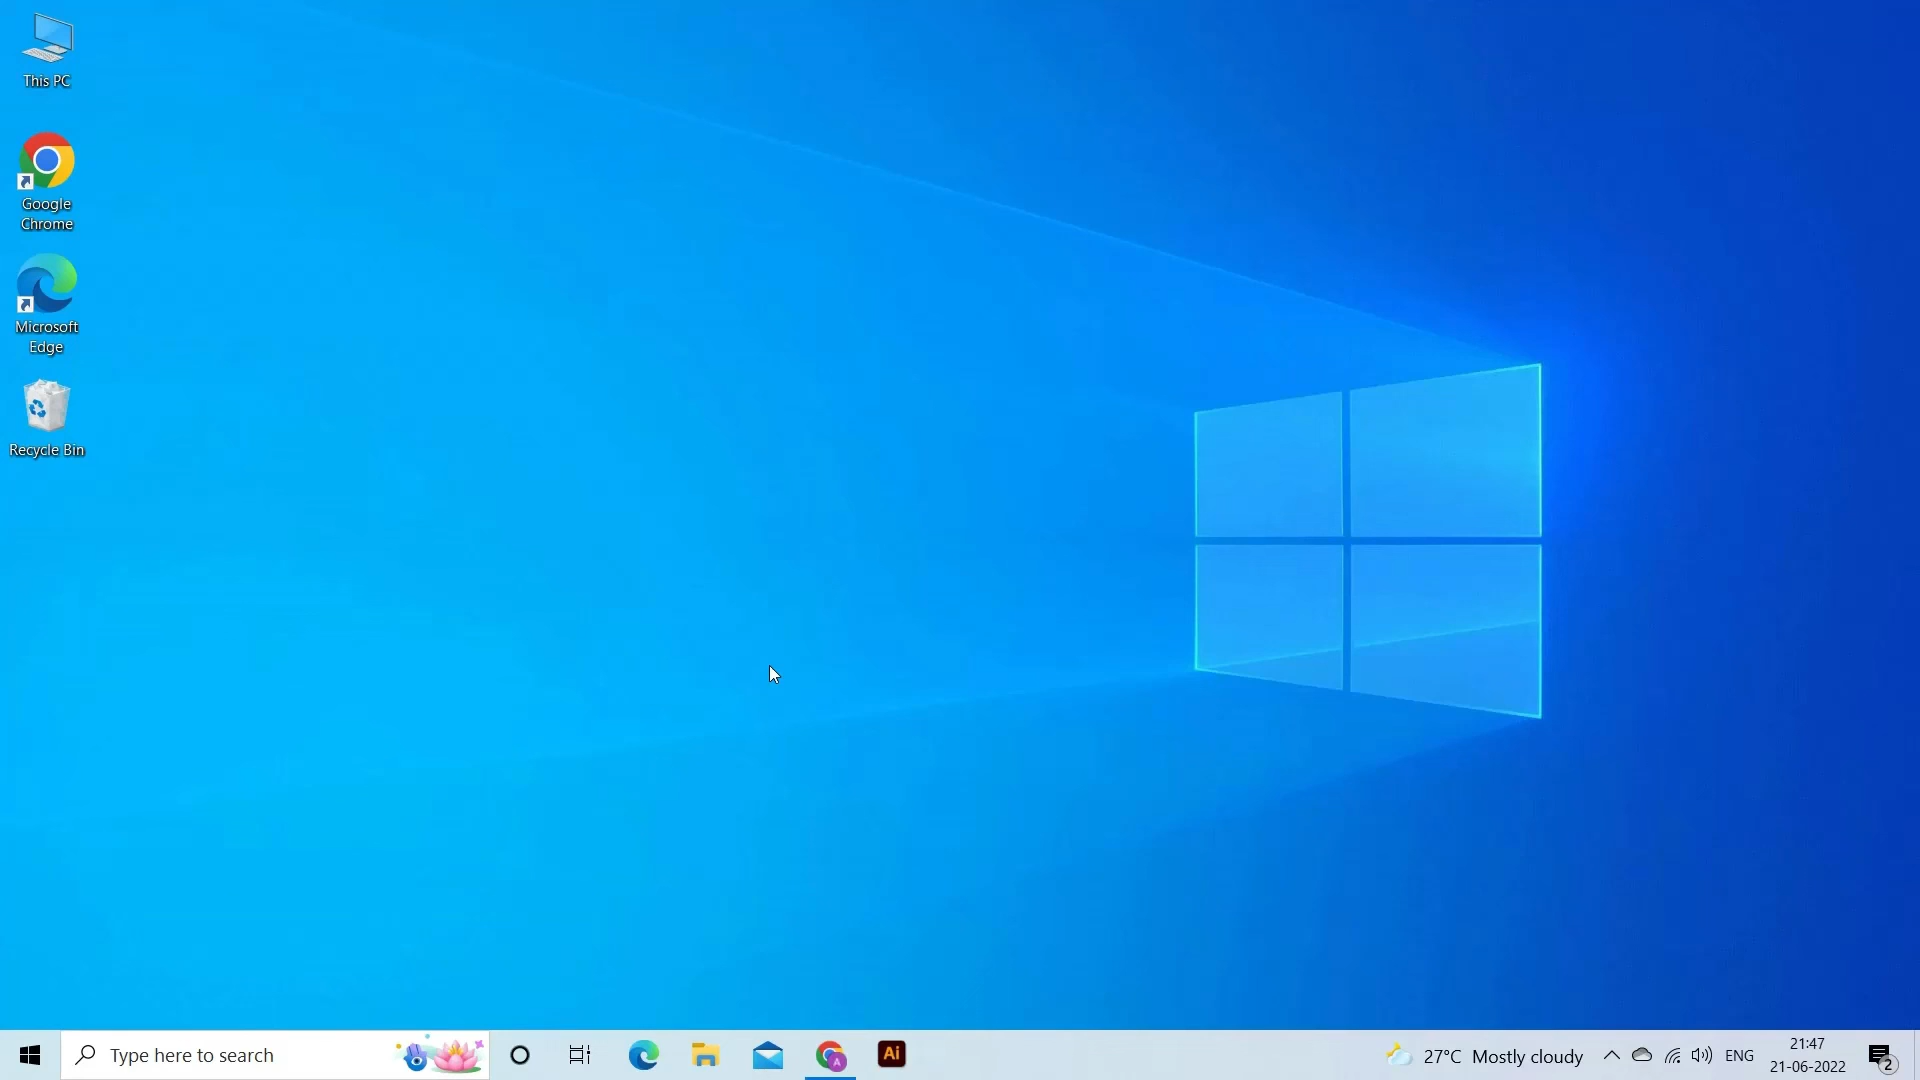 This PC
Google
Chrome
Microsoft
Edge
Recycle Bin
Type here to search
A
Ai
27°C Mostly cloudy
ENG
21:47
21-06-2022
2